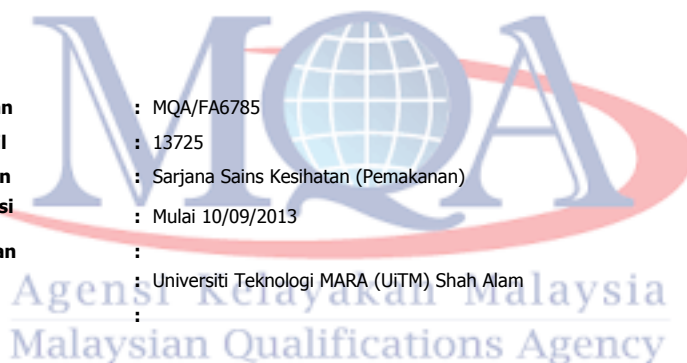 MQA
an : MQA/FA6785
l : 13725
n : Sarjana Sains Kesihatan (Pemakanan)
si : Mulai 10/09/2013
an :
: Universiti Teknologi MARA (UiTM) Shah Alam
Agensi Kelayakan Malaysia
:
Malaysian Qualifications Agency